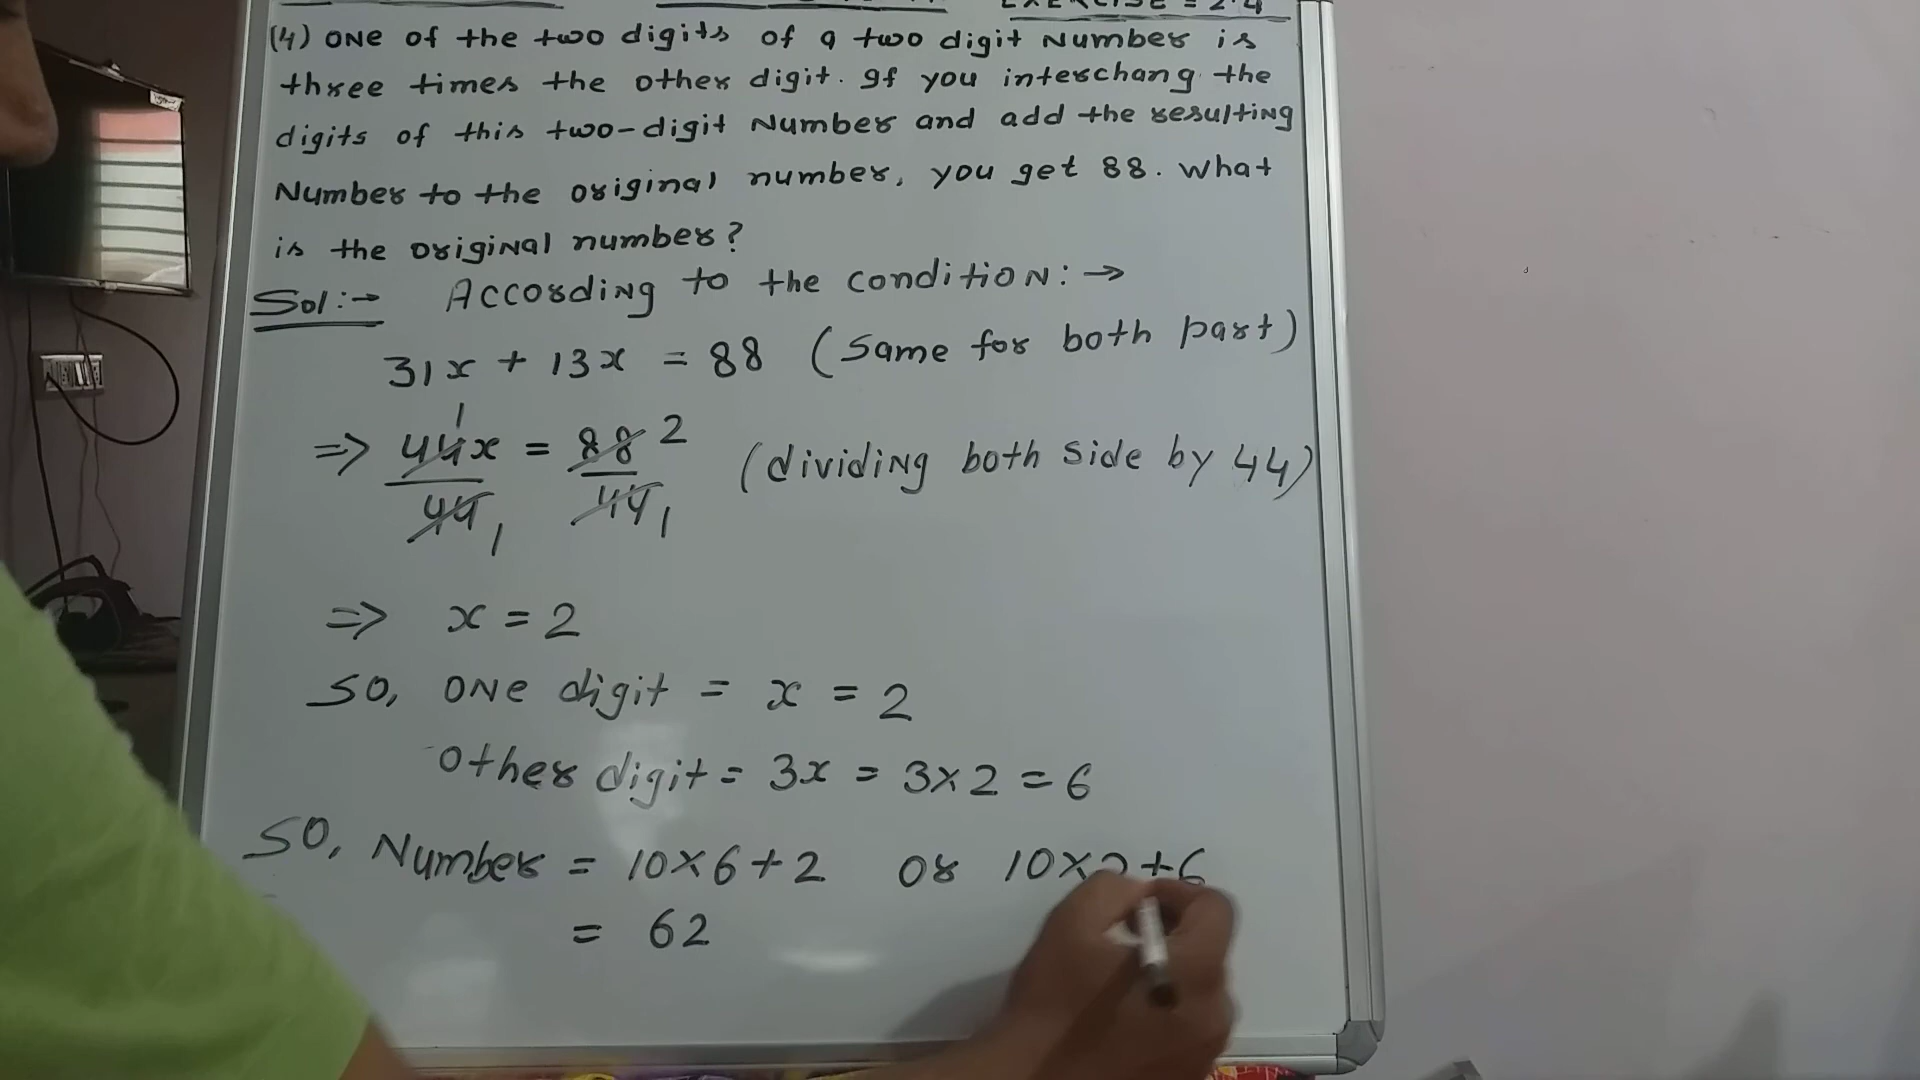 EXERCISE = 2.4
(4) ONE of the two digits of a two digit Number is
three times the other digit. If you interchang the
digits of this two-digit Number and add the resulting
Number to the original number, you get 88. What
is the original number?
Sol:→ According to the condition:→
31x + 13x = 88 (Same for both part)
1
⇒ 44x = 88 2 (dividing both side by 44)
44 1 44 1
⇒ x = 2
SO, ONE digit = x = 2
Other digit = 3x = 3×2 = 6
SO, Number = 10×6+2 or 10×2+6
= 62